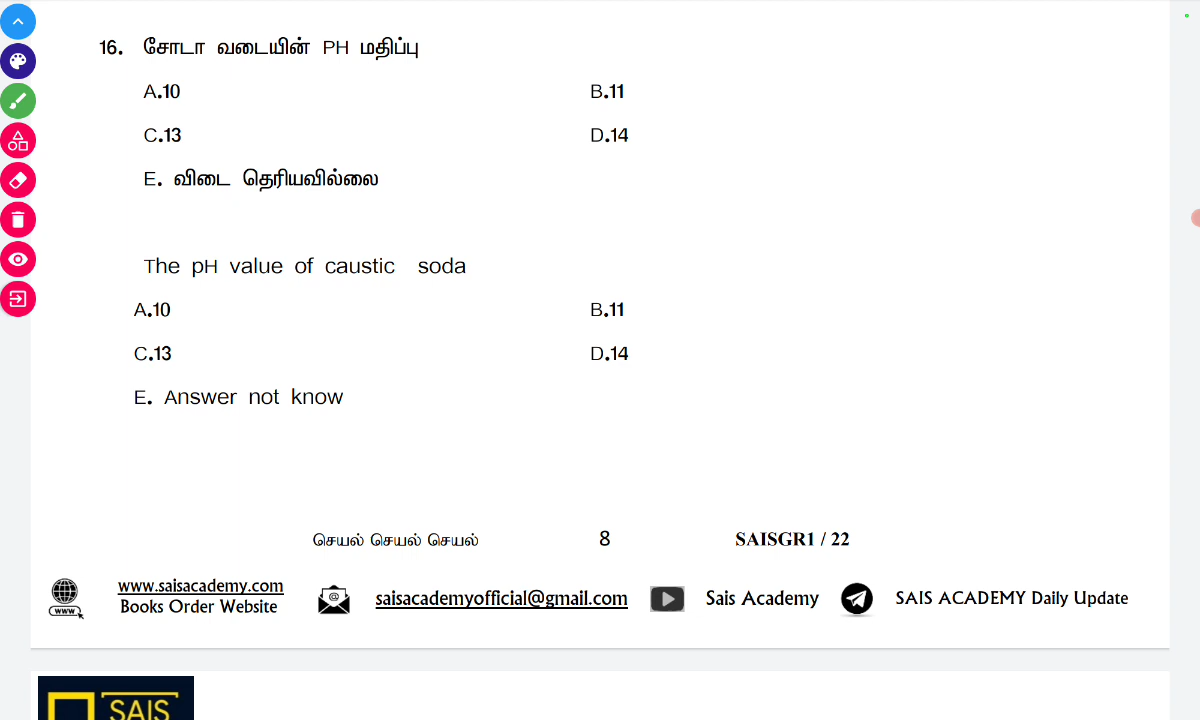 16. சோடா வடையின் PH மதிப்பு
A.10 B.11
C.13 D.14
E. விடை தெரியவில்லை
The pH value of caustic soda
A.10 B.11
C.13 D.14
E. Answer not know
செயல் செயல் செயல் 8 SAISGR1 / 22
www.saisacademy.com
Books Order Website
WWW
@
saisacademyofficial@gmail.com Sais Academy SAIS ACADEMY Daily Update
SAIS